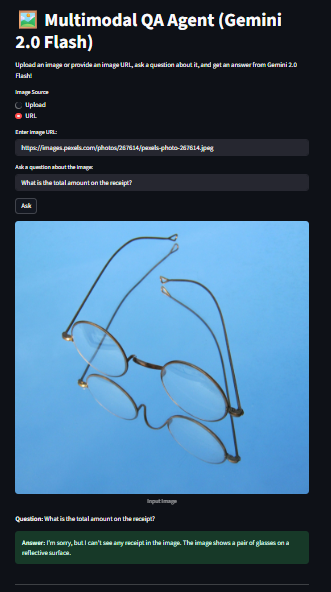 Multimodal QA Agent (Gemini
2.0 Flash)
Upload an image or provide an image URL, ask a question about it, and get an answer from Gemini 2.0
Flash!
Image Source
Upload
URL
Enter Image URL:
https://images.pexels.com/photos/267614/pexels-photo-267614.jpeg
Ask a question about the image:
What is the total amount on the receipt?
Ask
Input Image
Question: What is the total amount on the receipt?
Answer: I'm sorry, but I can't see any receipt in the image. The image shows a pair of glasses on a
reflective surface.